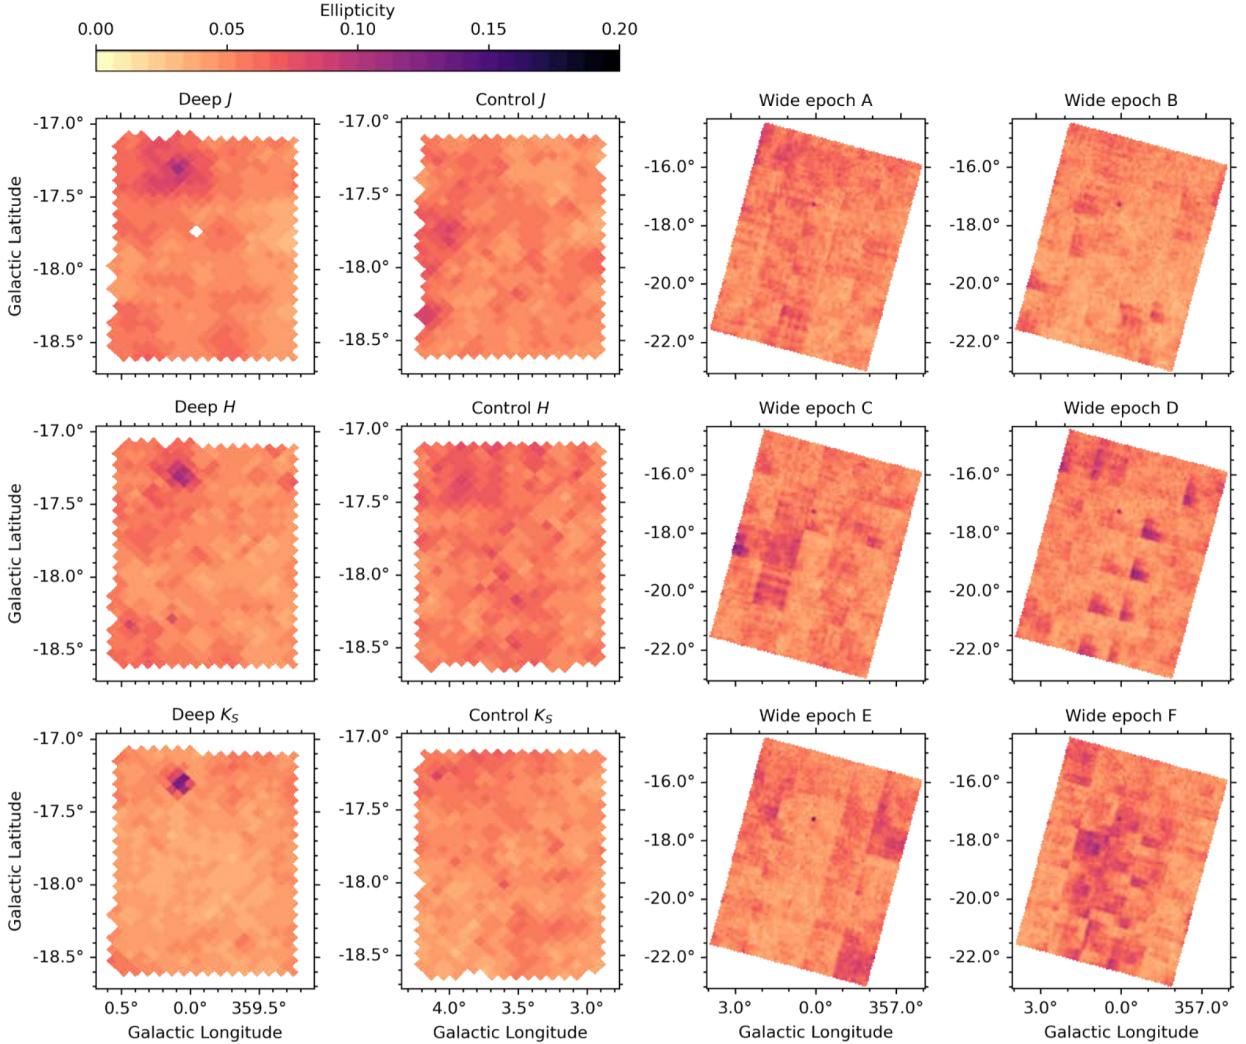 Ellipticity
0.00 0.05 0.10 0.15 0.20
Deep J Control J Wide epoch A Wide epoch B
Galactic Latitude
-17.0° -17.5° -18.0° -18.5°
-17.0° -17.5° -18.0° -18.5°
-16.0° -18.0° -20.0° -22.0°
-16.0° -18.0° -20.0° -22.0°
Deep H Control H Wide epoch C Wide epoch D
Galactic Latitude
-17.0° -17.5° -18.0° -18.5°
-17.0° -17.5° -18.0° -18.5°
-16.0° -18.0° -20.0° -22.0°
-16.0° -18.0° -20.0° -22.0°
Deep KS Control KS Wide epoch E Wide epoch F
Galactic Latitude
-17.0° -17.5° -18.0° -18.5°
-17.0° -17.5° -18.0° -18.5°
-16.0° -18.0° -20.0° -22.0°
-16.0° -18.0° -20.0° -22.0°
0.5° 0.0° 359.5° 4.0° 3.5° 3.0° 3.0° 0.0° 357.0° 3.0° 0.0° 357.0°
Galactic Longitude Galactic Longitude Galactic Longitude Galactic Longitude